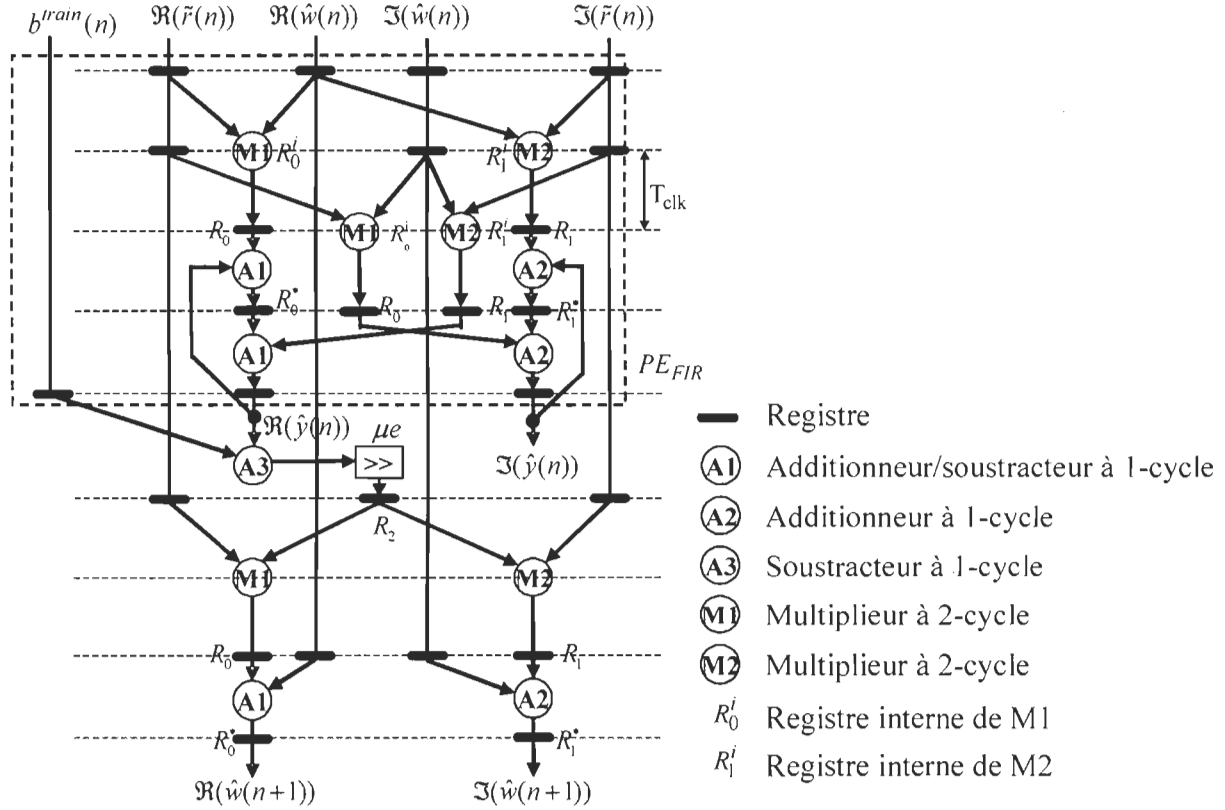 b^{train}(n) ℜ(r̃(n)) ℜ(ŵ(n)) ℑ(ŵ(n)) ℑ(r̃(n))
M1 R_0^i R_1^i M2
T_clk
R_0 M1 R_0^i M2 R_1^i R_1
A1 A2
R_0^* R_0 R_1 R_1^*
A1 A2
PE_{FIR}
ℜ(ŷ(n)) μe
A3 >> ℑ(ŷ(n))
R_2
M1 M2
R_0 R_1
A1 A2
R_0^* R_1^*
ℜ(ŵ(n+1)) ℑ(ŵ(n+1))
Registre
A1 Additionneur/soustracteur à 1-cycle
A2 Additionneur à 1-cycle
A3 Soustracteur à 1-cycle
M1 Multiplieur à 2-cycle
M2 Multiplieur à 2-cycle
R_0^i Registre interne de M1
R_1^i Registre interne de M2